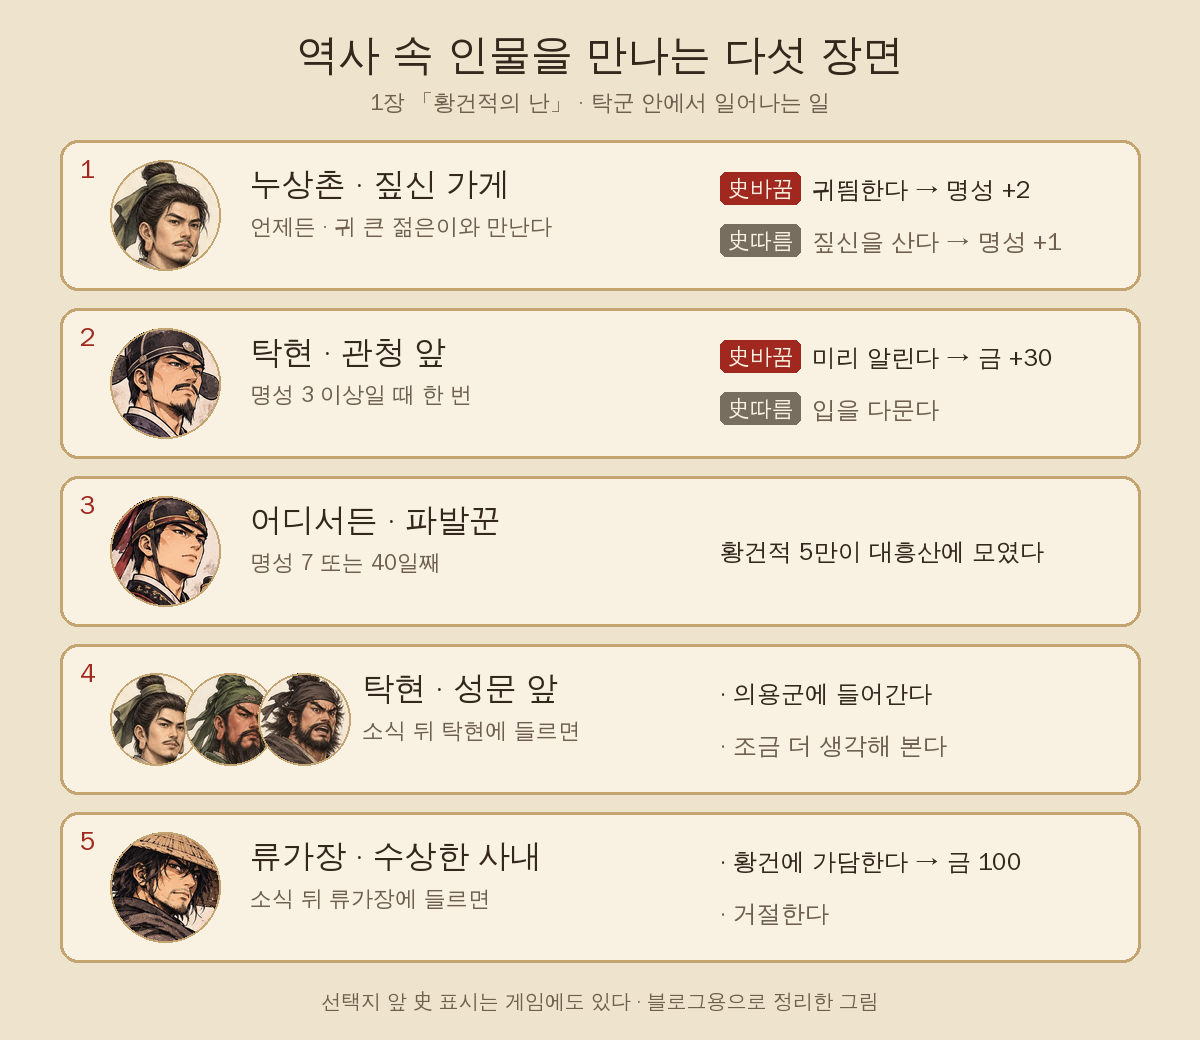 역사 속 인물을 만나는 다섯 장면
1장 「황건적의 난」 · 탁군 안에서 일어나는 일
1
누상촌 · 짚신 가게
언제든 · 귀 큰 젊은이와 만난다
史바꿈 귀띔한다 → 명성 +2
史따름 짚신을 산다 → 명성 +1
2
탁현 · 관청 앞
명성 3 이상일 때 한 번
史바꿈 미리 알린다 → 금 +30
史따름 입을 다문다
3
어디서든 · 파발꾼
명성 7 또는 40일째
황건적 5만이 대흥산에 모였다
4
탁현 · 성문 앞
소식 뒤 탁현에 들르면
· 의용군에 들어간다
· 조금 더 생각해 본다
5
류가장 · 수상한 사내
소식 뒤 류가장에 들르면
· 황건에 가담한다 → 금 100
· 거절한다
선택지 앞 史 표시는 게임에도 있다 · 블로그용으로 정리한 그림